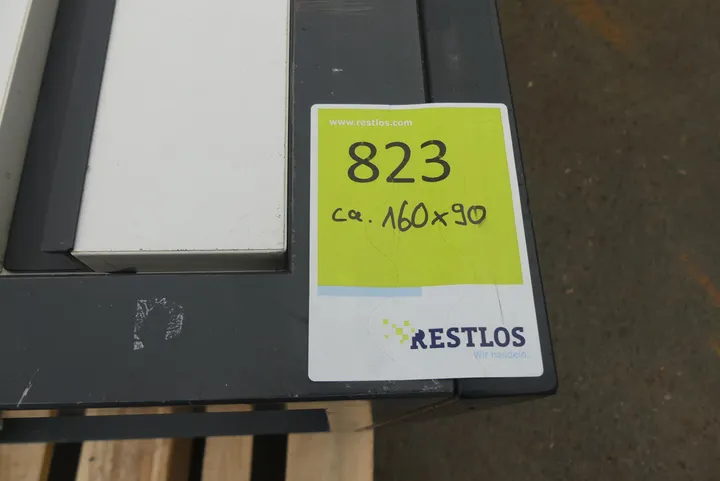 www.restlos.com
823
ca. 160x90
RESTLOS
Wir handeln.